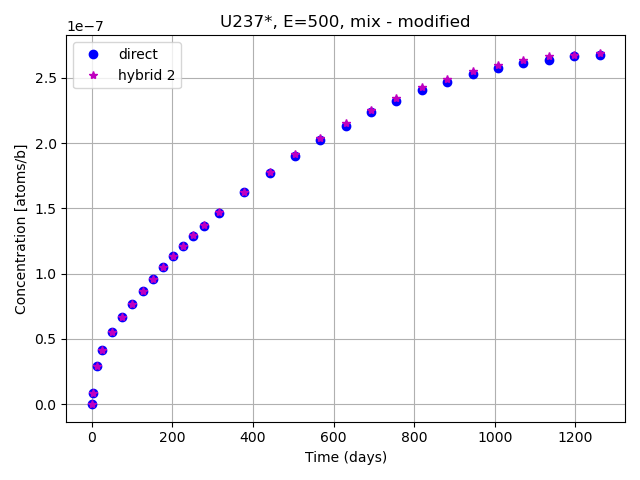 U237*, E=500, mix - modified
1e−7
direct
hybrid 2
Concentration [atoms/b]
2.5
2.0
1.5
1.0
0.5
0.0
0 200 400 600 800 1000 1200
Time (days)